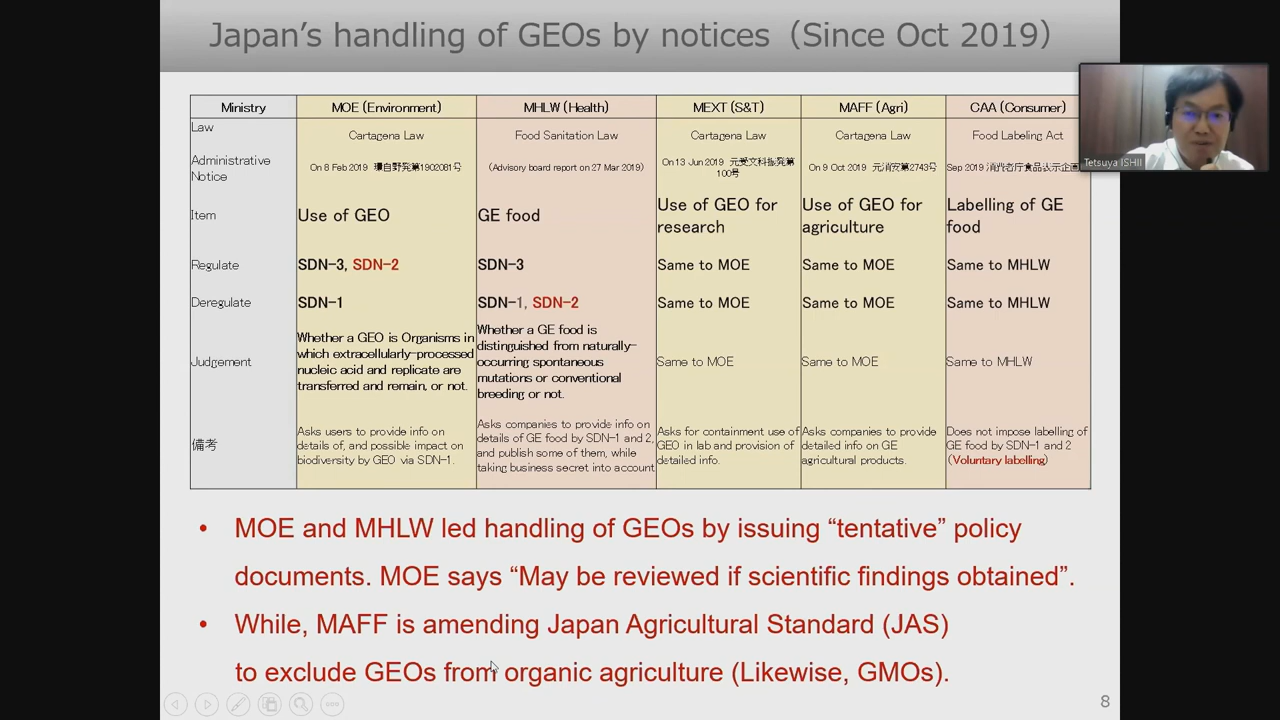 Japan's handling of GEOs by notices（Since Oct 2019）
Ministry
MOE (Environment)
MHLW (Health)
MEXT (S&T)
MAFF (Agri)
CAA (Consumer)
Law
Cartagena Law
Food Sanitation Law
Cartagena Law
Cartagena Law
Food Labeling Act
Administrative
Notice
On 8 Feb 2019 環自野発第1902081号
(Advisory board report on 27 Mar 2019)
On 13 Jun 2019 元受文科振発第
100号
On 9 Oct 2019 元消安第2743号
Sep 2019 消費者庁食品表示企画
Item
Use of GEO
GE food
Use of GEO for
research
Use of GEO for
agriculture
Labelling of GE
food
Regulate
SDN-3, SDN-2
SDN-3
Same to MOE
Same to MOE
Same to MHLW
Deregulate
SDN-1
SDN-1, SDN-2
Same to MOE
Same to MOE
Same to MHLW
Judgement
Whether a GEO is Organisms in
which extracellularly-processed
nucleic acid and replicate are
transferred and remain, or not.
Whether a GE food is
distinguished from naturally-
occurring spontaneous
mutations or conventional
breeding or not.
Same to MOE
Same to MOE
Same to MHLW
備考
Asks users to provide info on
details of, and possible impact on
biodiversity by GEO via SDN-1.
Asks companies to provide info on
details of GE food by SDN-1 and 2,
and publish some of them, while
taking business secret into account
Asks for containment use of
GEO in lab and provision of
detailed info.
Asks companies to provide
detailed info on GE
agricultural products.
Does not impose labelling of
GE food by SDN-1 and 2
(Voluntary labelling)
• MOE and MHLW led handling of GEOs by issuing “tentative” policy
documents. MOE says “May be reviewed if scientific findings obtained”.
• While, MAFF is amending Japan Agricultural Standard (JAS)
to exclude GEOs from organic agriculture (Likewise, GMOs).
8
Tetsuya ISHII